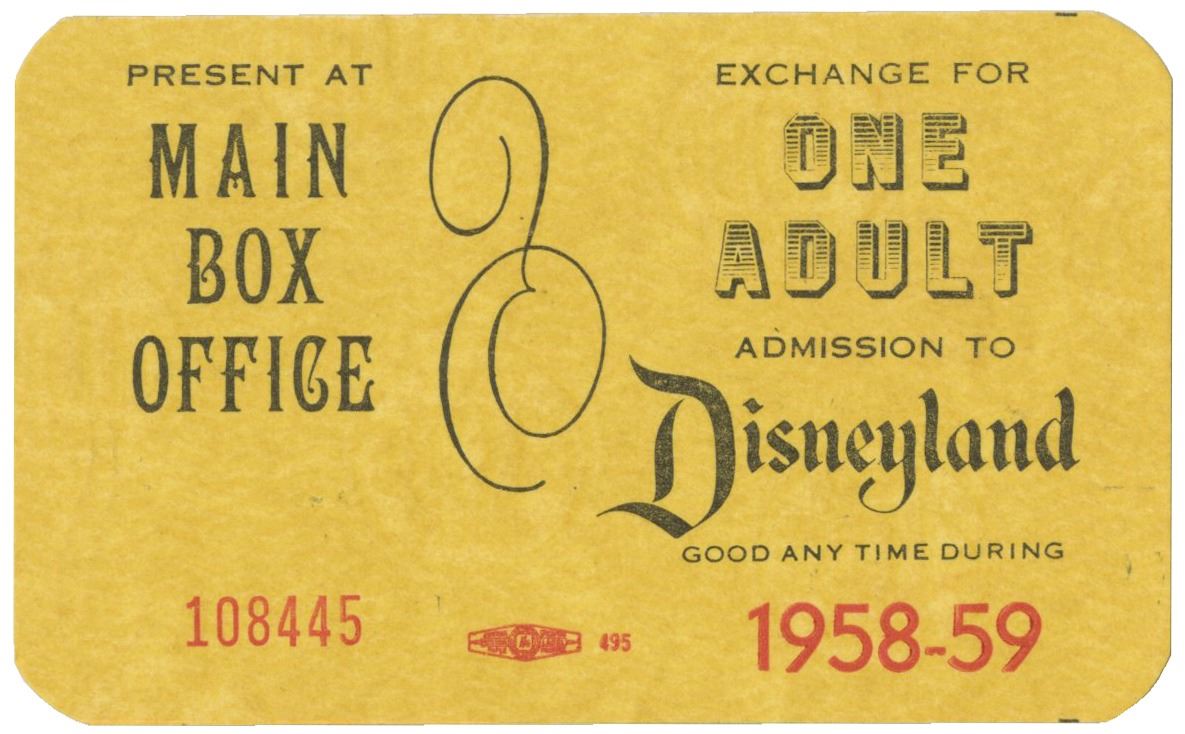 PRESENT AT
MAIN
BOX
OFFICE
&
EXCHANGE FOR
ONE
ADULT
ADMISSION TO
Disneyland
GOOD ANY TIME DURING
108445
495
1958-59